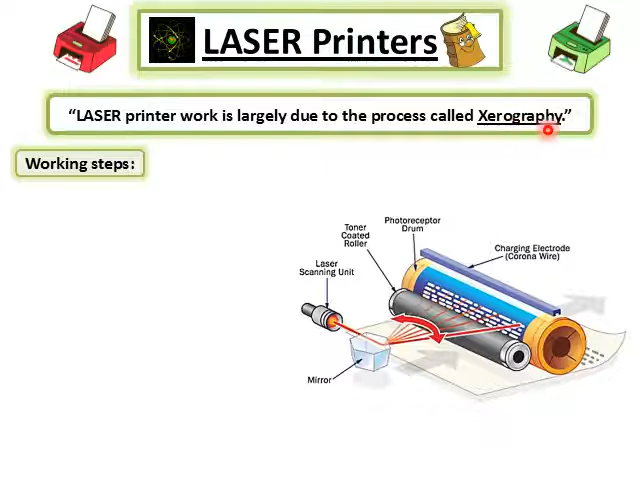 LASER Printers
“LASER printer work is largely due to the process called Xerography.”
Working steps:
Photoreceptor
Drum
Toner
Coated
Roller
Charging Electrode
(Corona Wire)
Laser
Scanning Unit
Mirror